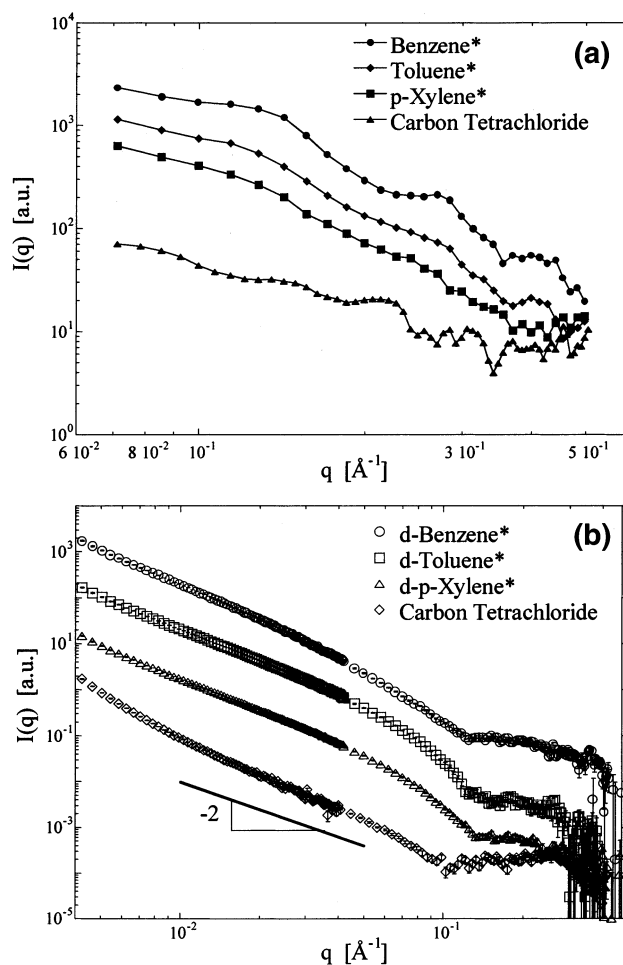 (a)
Benzene*
Toluene*
p-Xylene*
Carbon Tetrachloride
I(q) [a.u.]
10^4
10^3
10^2
10^1
10^0
6 10^-2
8 10^-2
10^-1
3 10^-1
5 10^-1
q [Å^-1]
(b)
d-Benzene*
d-Toluene*
d-p-Xylene*
Carbon Tetrachloride
I(q) [a.u.]
10^3
10^1
10^-1
10^-3
10^-5
-2
10^-2
10^-1
q [Å^-1]